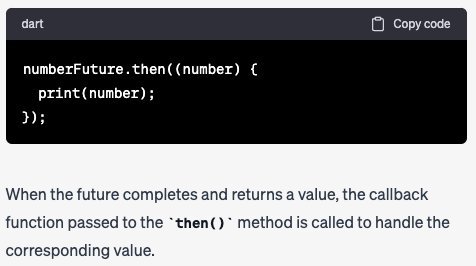 dart Copy code
numberFuture.then((number) {
  print(number);
});
When the future completes and returns a value, the callback
function passed to the `then()` method is called to handle the
corresponding value.